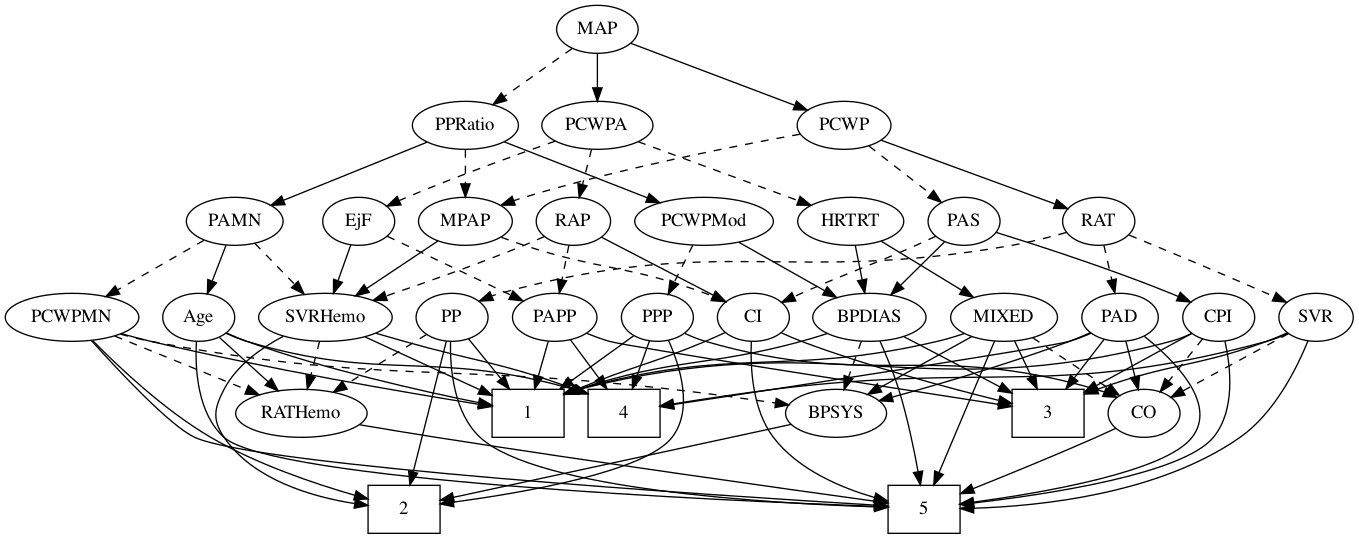 MAP
PPRatio PCWPA PCWP
PAMN EjF MPAP RAP PCWPMod HRTRT PAS RAT
PCWPMN Age SVRHemo PP PAPP PPP CI BPDIAS MIXED PAD CPI SVR
RATHemo 1 4 BPSYS 3 CO
2 5